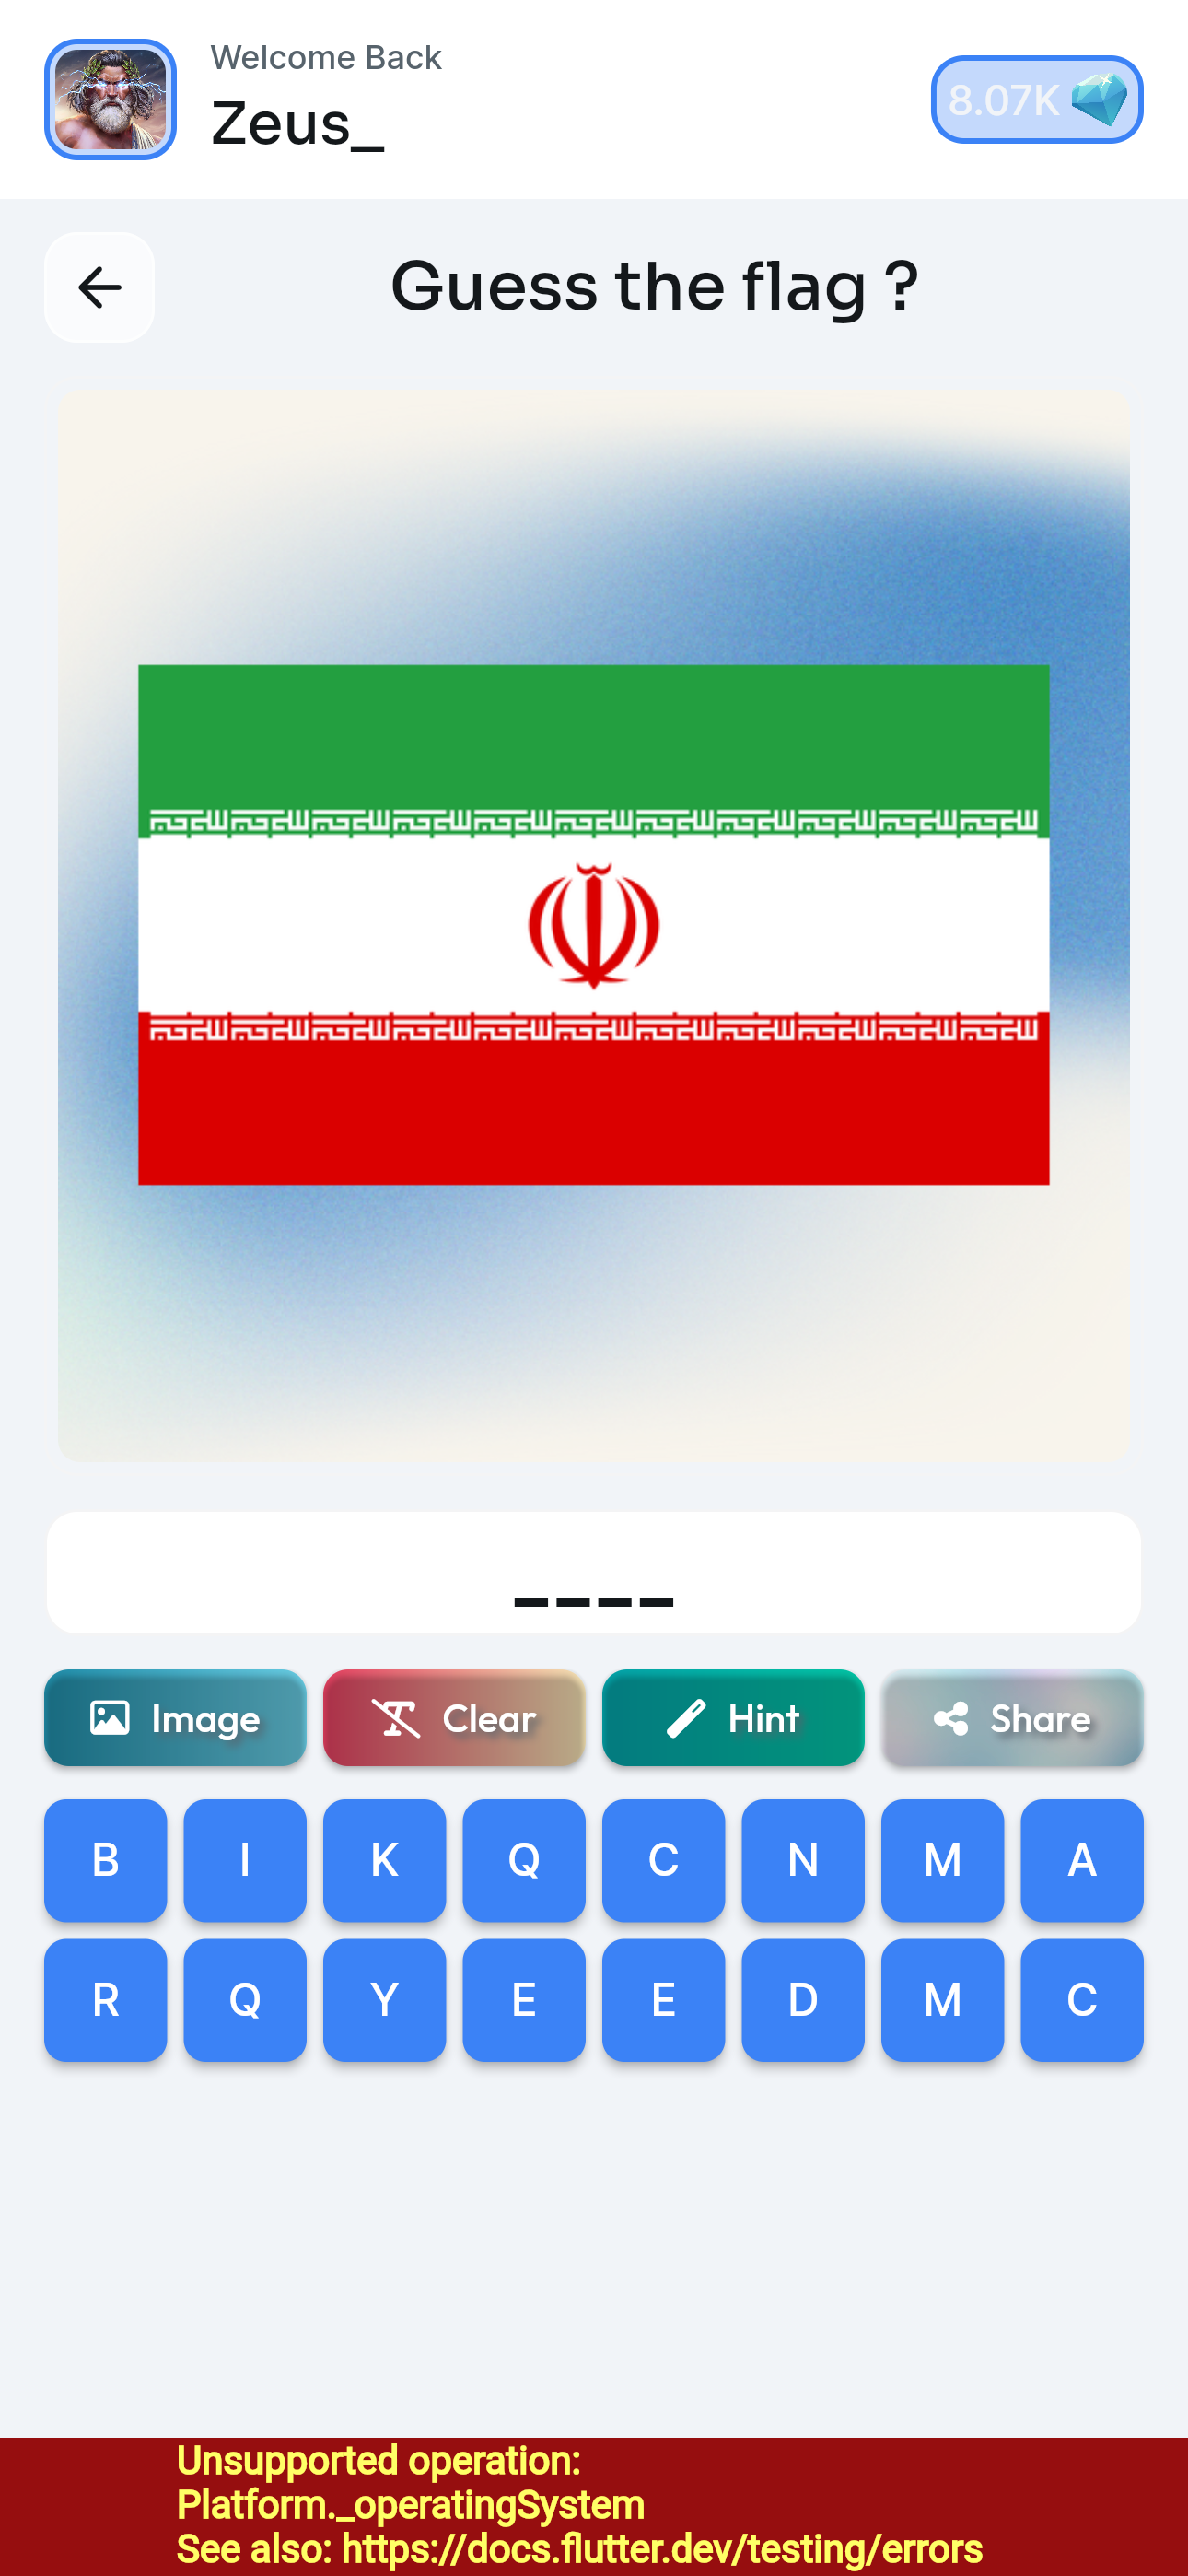 Welcome Back
Zeus_
8.07K
Guess the flag ?
_ _ _ _
Image Clear Hint Share
B I K Q C N M A
R Q Y E E D M C
Unsupported operation:
Platform._operatingSystem
See also: https://docs.flutter.dev/testing/errors